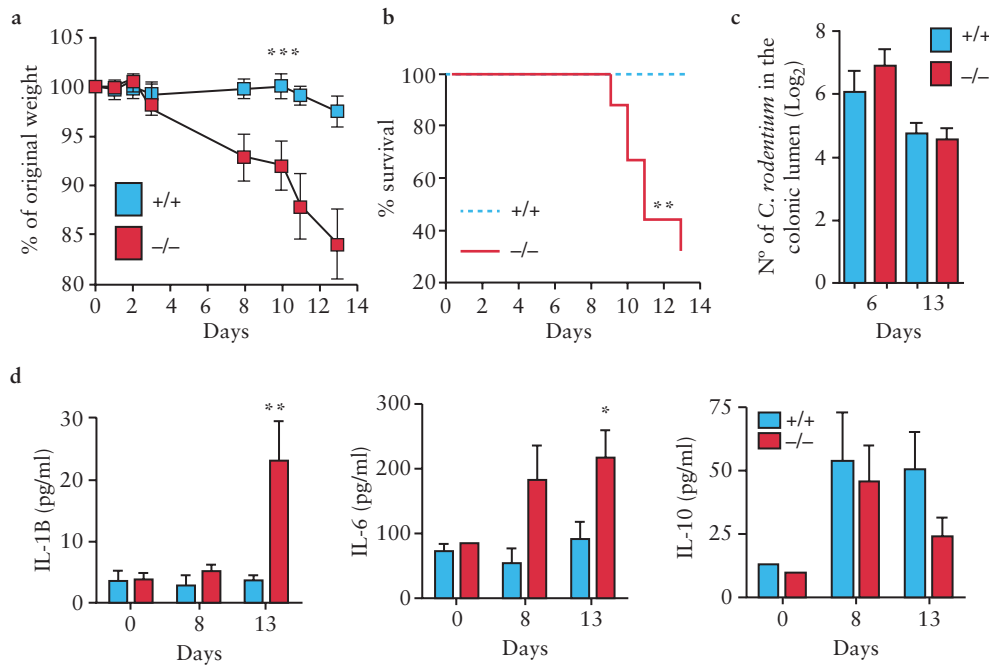 a
% of original weight
105
100
95
90
85
80
***
+/+
–/–
0 2 4 6 8 10 12 14
Days
b
% survival
100
80
60
40
20
**
+/+
–/–
0 2 4 6 8 10 12 14
Days
c
Nº of C. rodentium in the
colonic lumen (Log2)
8
6
4
2
0
+/+
–/–
6 13
Days
d
IL-1B (pg/ml)
30
20
10
0
**
0 8 13
Days
IL-6 (pg/ml)
300
200
100
0
*
0 8 13
Days
IL-10 (pg/ml)
75
50
25
0
+/+
–/–
0 8 13
Days